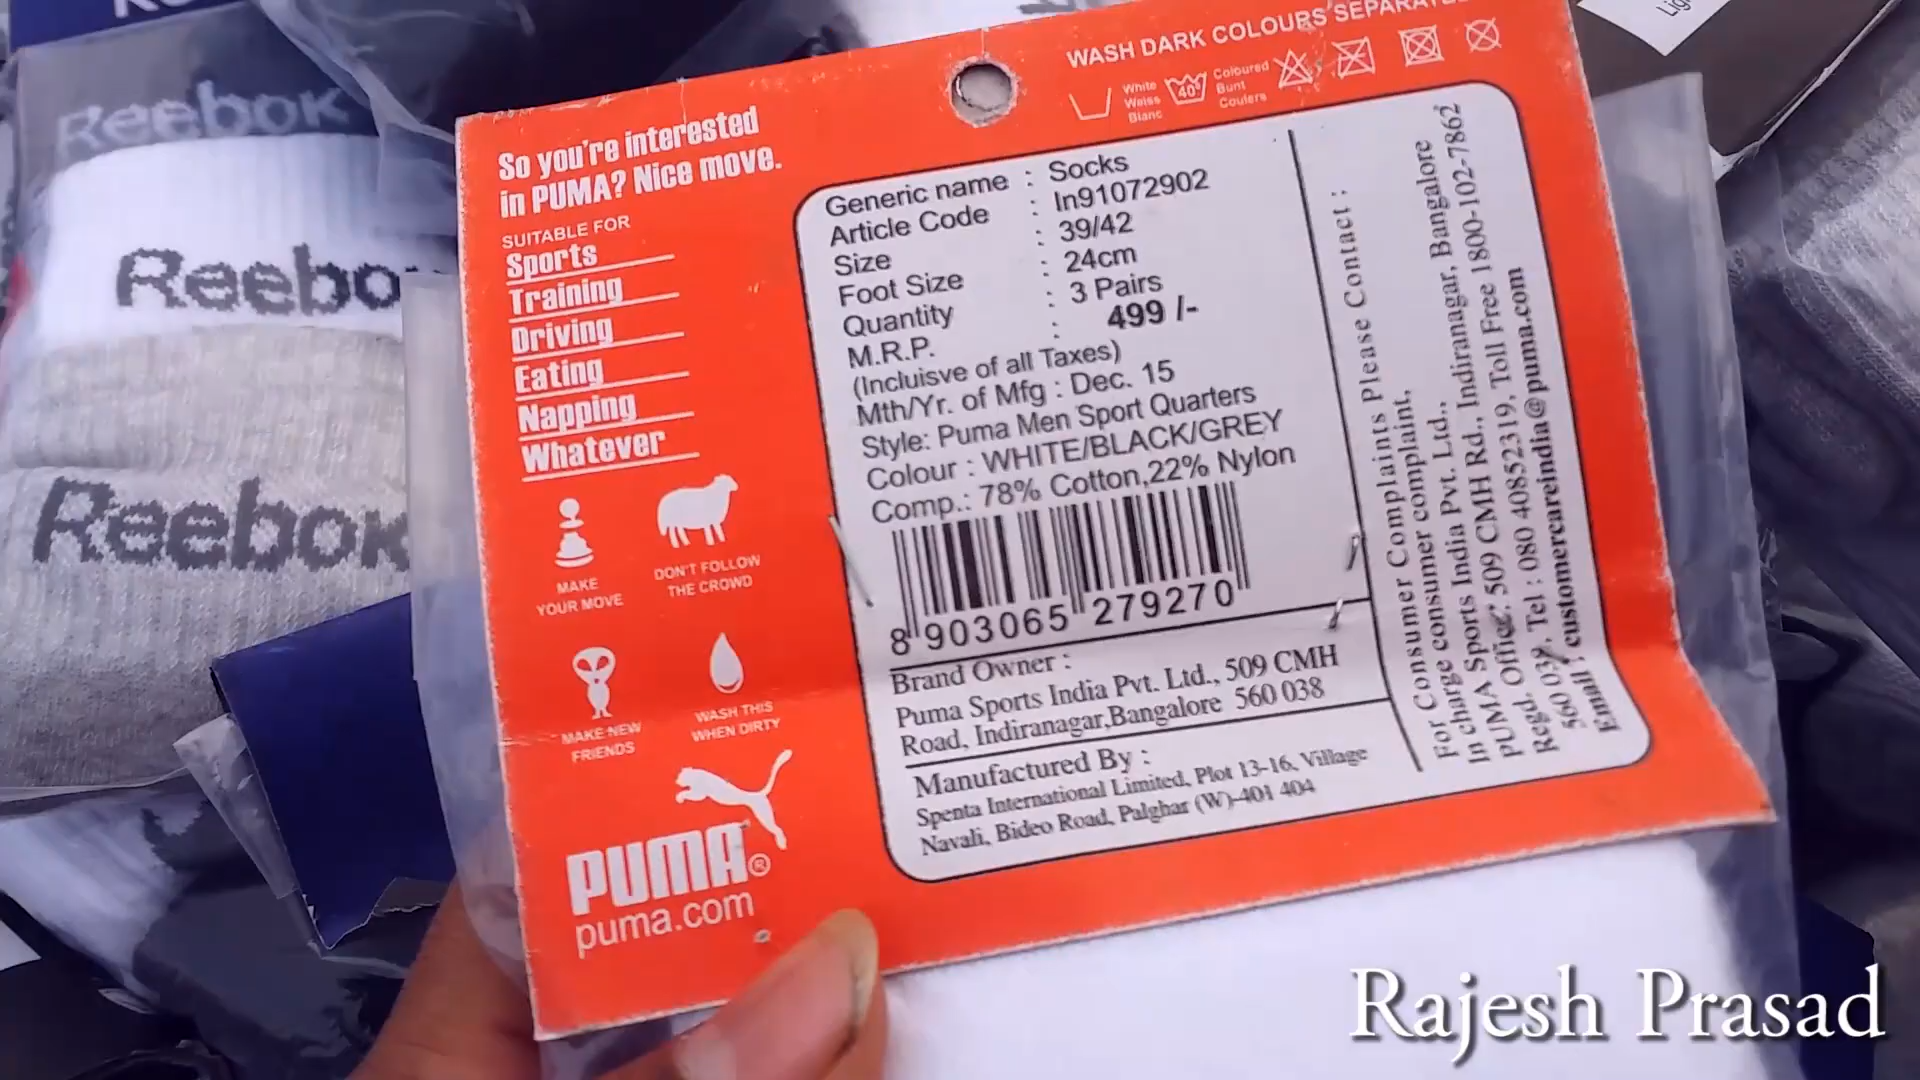 Reebok
Reebo
Reebok
So you're interested
in PUMA? Nice move.
SUITABLE FOR
Sports
Training
Driving
Eating
Napping
Whatever
MAKE
YOUR MOVE
DON'T FOLLOW
THE CROWD
MAKE NEW
FRIENDS
WASH THIS
WHEN DIRTY
PUMA®
puma.com
WASH DARK COLOURS SEPARATE
White
Weiss
Blanc
40°
Coloured
Bunt
Coulers
Generic name : Socks
Article Code : In91072902
Size : 39/42
Foot Size : 24cm
Quantity : 3 Pairs
M.R.P. : 499 /-
(Incluisve of all Taxes)
Mth/Yr. of Mfg : Dec. 15
Style: Puma Men Sport Quarters
Colour : WHITE/BLACK/GREY
Comp.: 78% Cotton,22% Nylon
8 903065 279270
Brand Owner :
Puma Sports India Pvt. Ltd., 509 CMH
Road, Indiranagar,Bangalore 560 038
Manufactured By :
Spenta International Limited, Plot 13-16, Village
Navali, Bideo Road, Palghar (W)-401 404
For Consumer Complaints Please Contact :
In charge consumer complaint,
PUMA Sports India Pvt. Ltd.,
Regd. Office: 509 CMH Rd., Indiranagar, Bangalore
560 038, Tel : 080 40852319, Toll Free 1800-102-7862
Email : customercareindia@puma.com
Rajesh Prasad